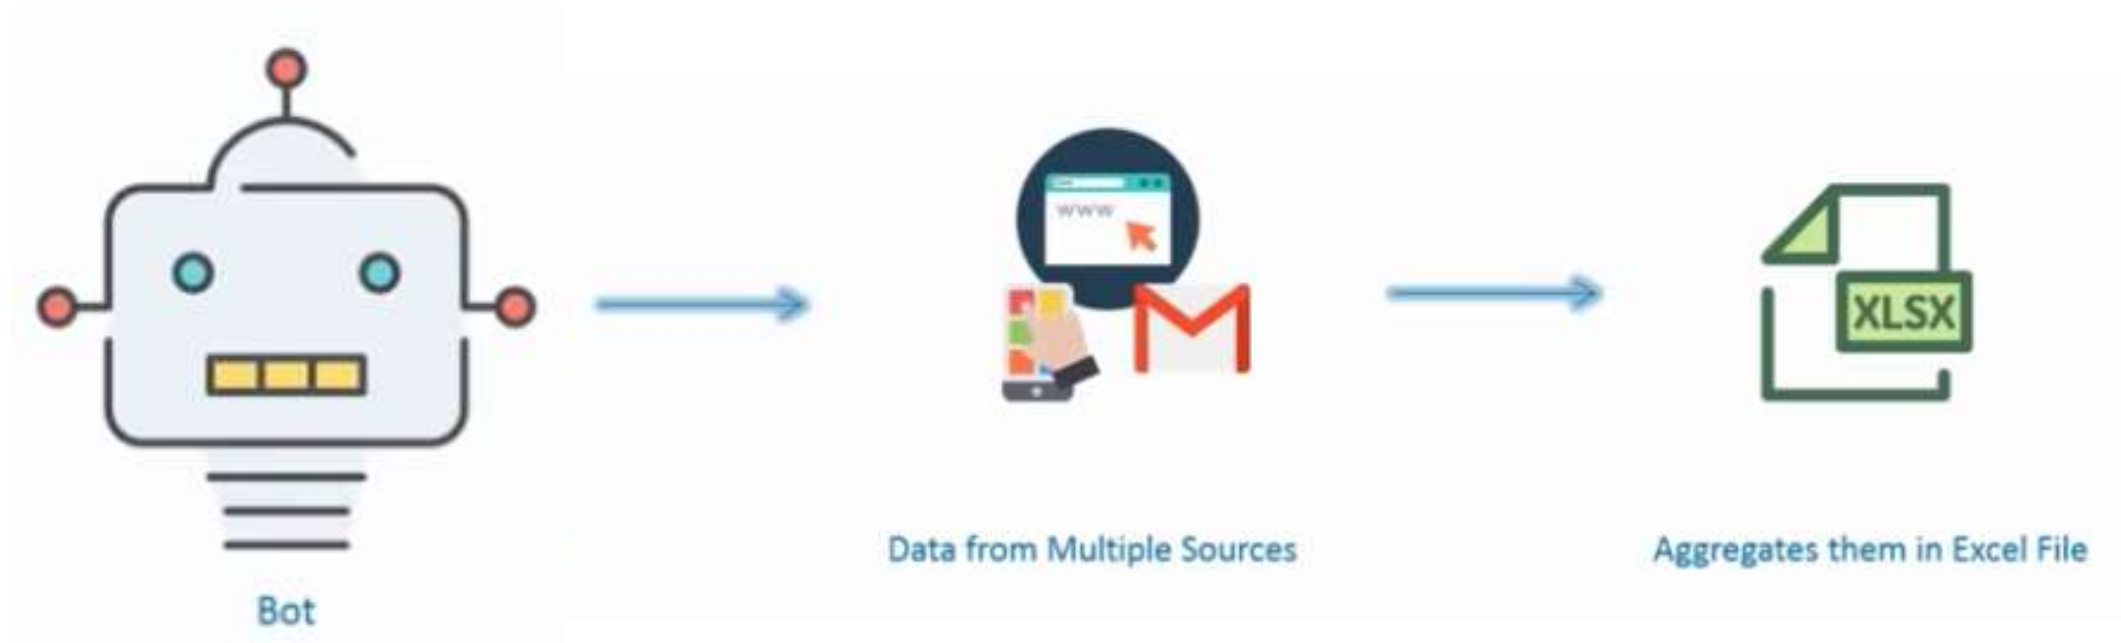 www
XLSX
Data from Multiple Sources
Aggregates them in Excel File
Bot